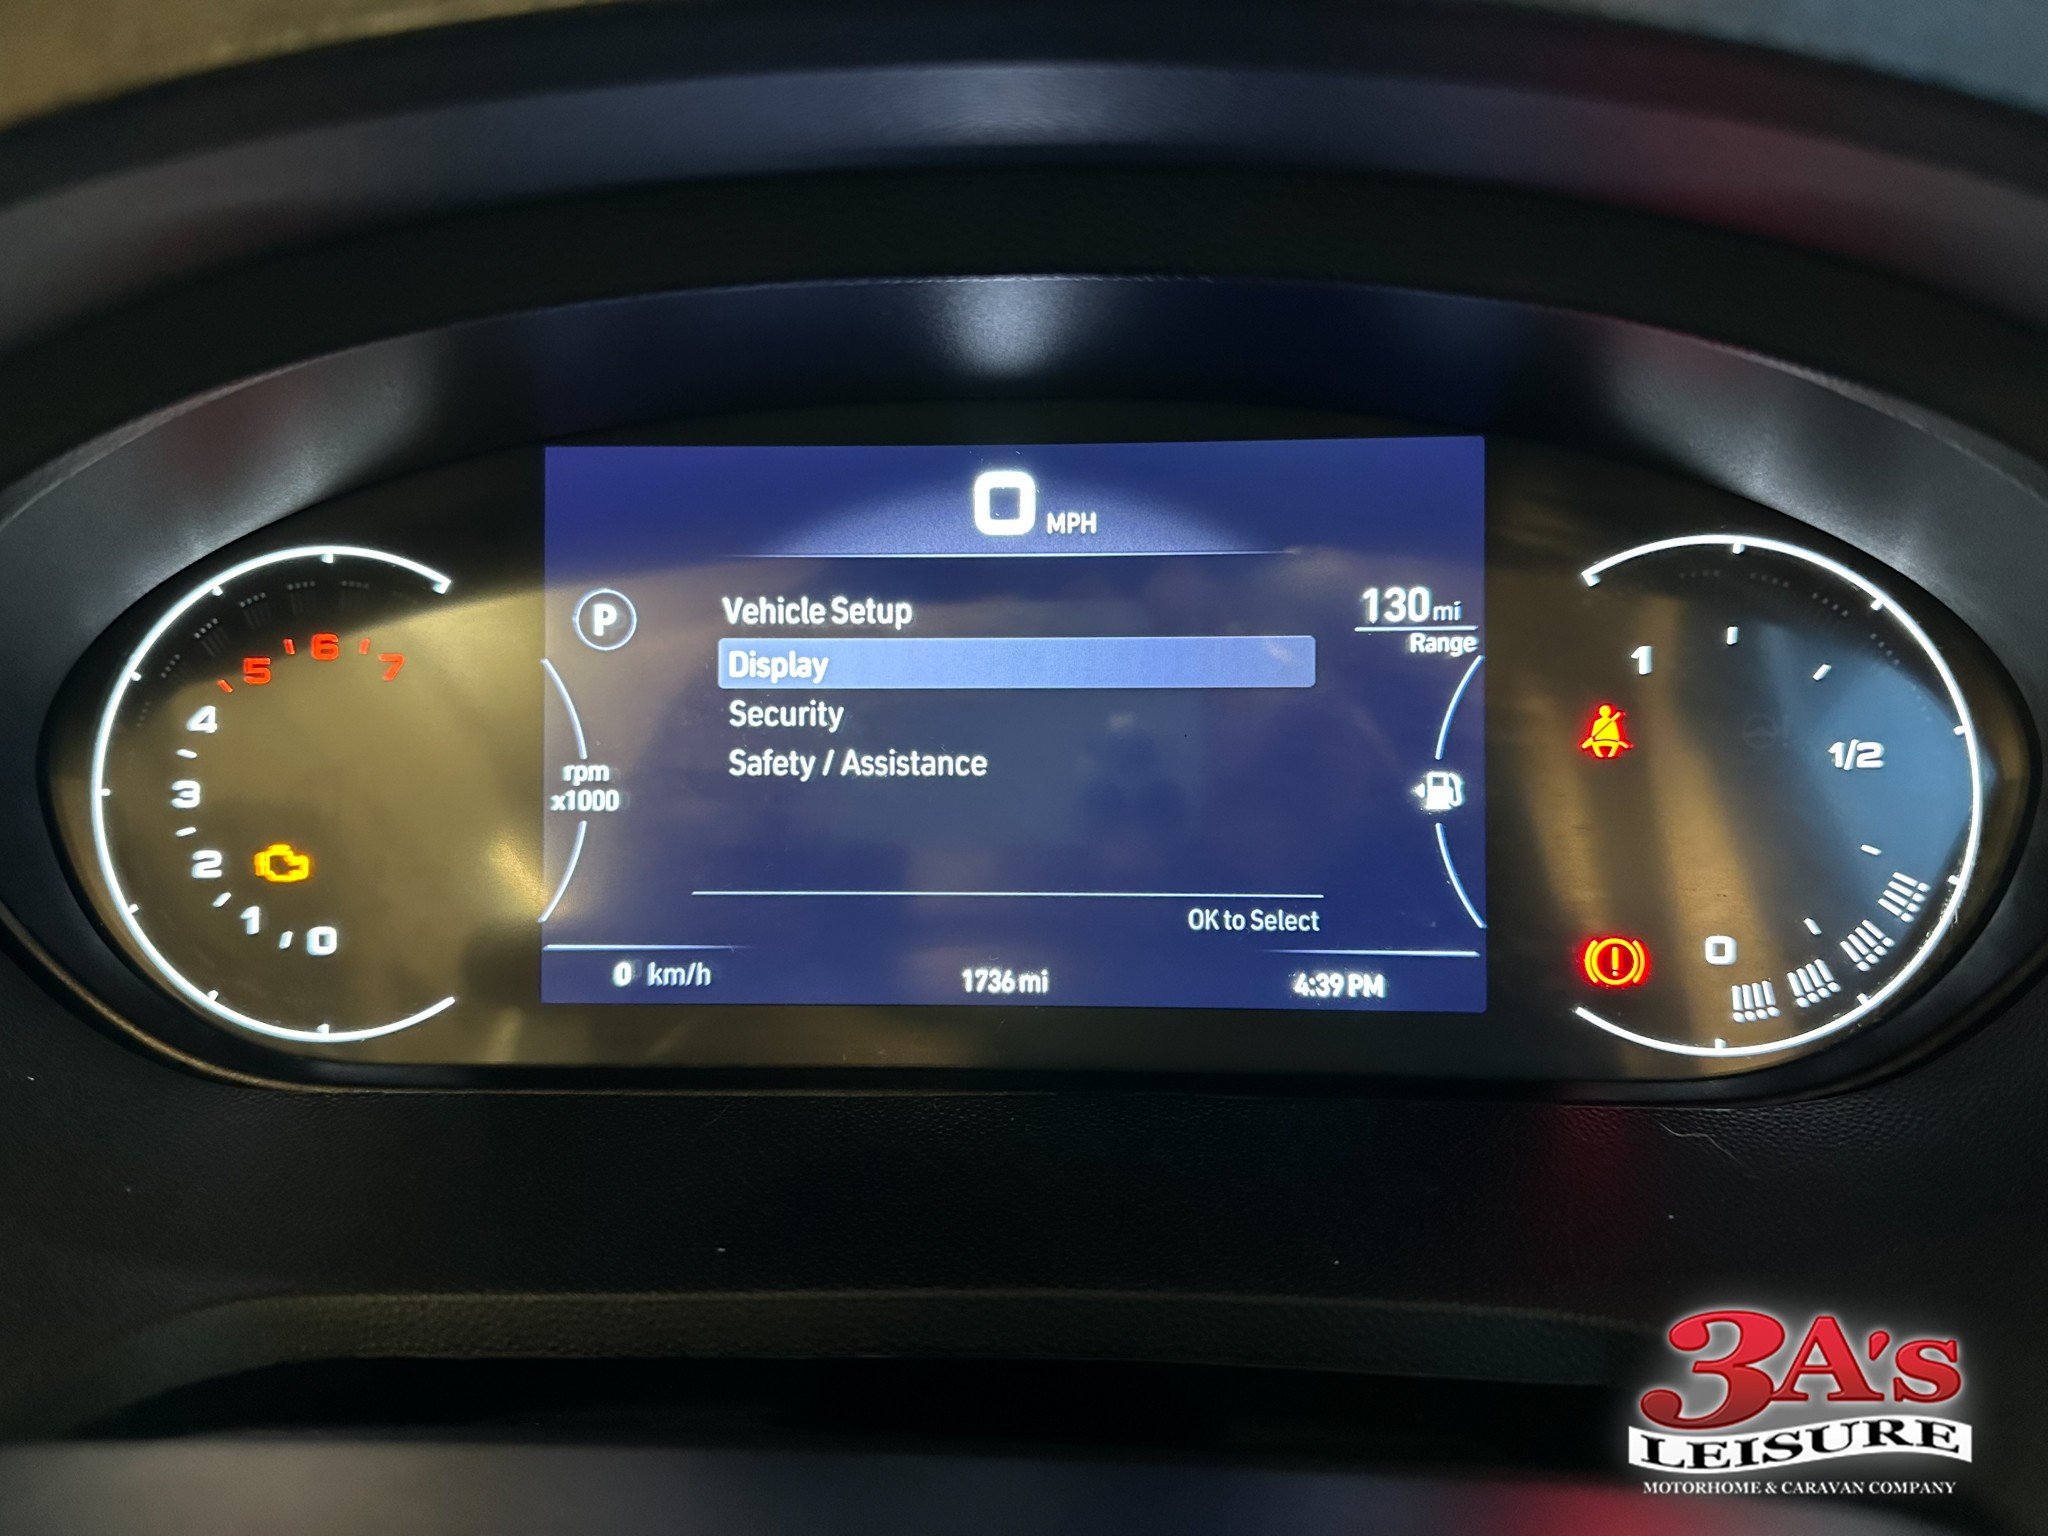 0 MPH
P
Vehicle Setup
130 mi
Range
Display
Security
Safety / Assistance
rpm
x1000
OK to Select
0 km/h
1736 mi
4:39 PM
7
6
5
4
3
2
1
0
1
1/2
0
3A's
LEISURE
MOTORHOME & CARAVAN COMPANY